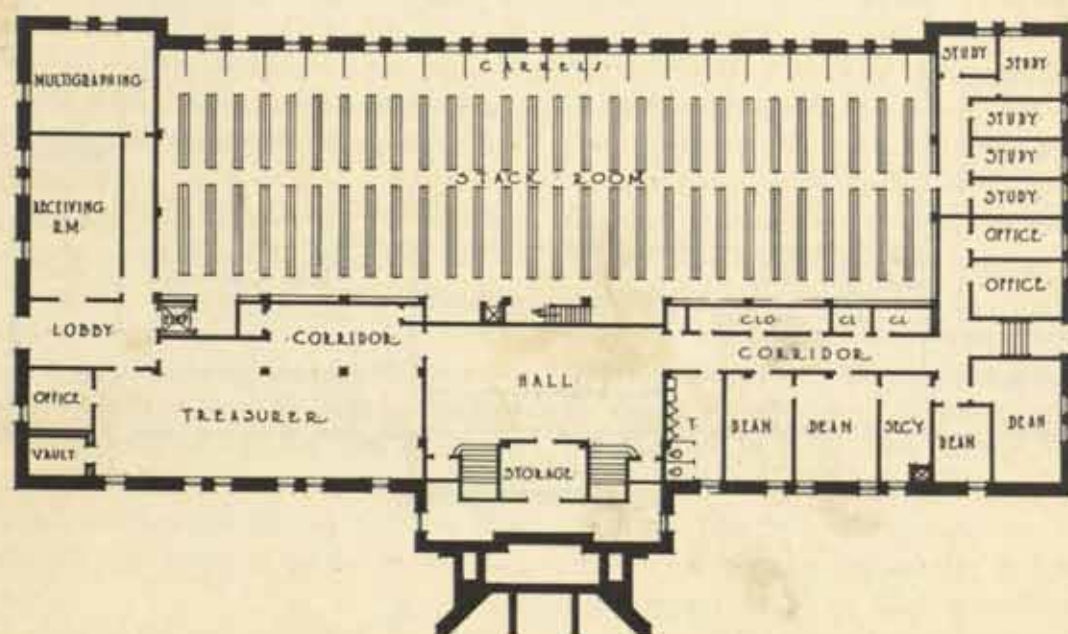 MULTIGRAPHING
CARRELS
STUDY
STUDY
STUDY
STUDY
STUDY
STACK ROOM
RECEIVING
RM.
OFFICE
OFFICE
LOBBY
CORRIDOR
CLO
CL
CL
CORRIDOR
HALL
OFFICE
TREASURER
T.
DEAN
DEAN
SEC'Y
DEAN
DEAN
VAULT
STORAGE